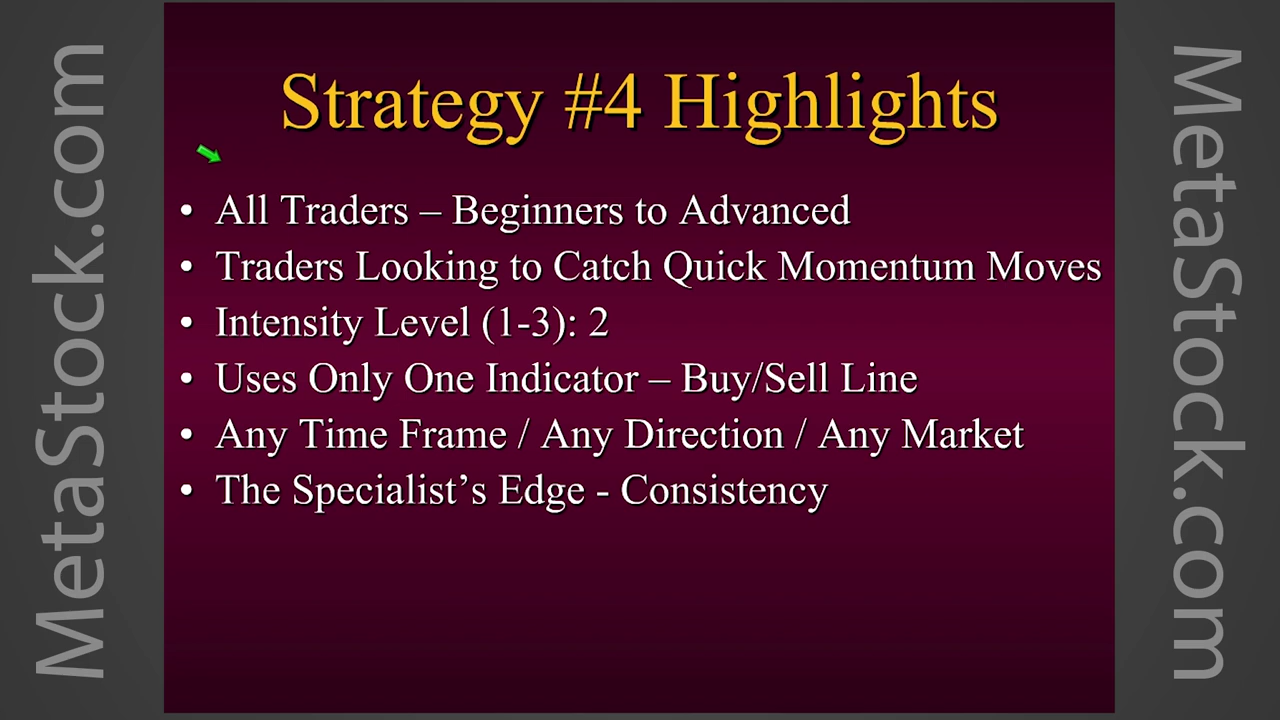 MetaStock.com
Strategy #4 Highlights
• All Traders – Beginners to Advanced
• Traders Looking to Catch Quick Momentum Moves
• Intensity Level (1-3): 2
• Uses Only One Indicator – Buy/Sell Line
• Any Time Frame / Any Direction / Any Market
• The Specialist’s Edge - Consistency
MetaStock.com